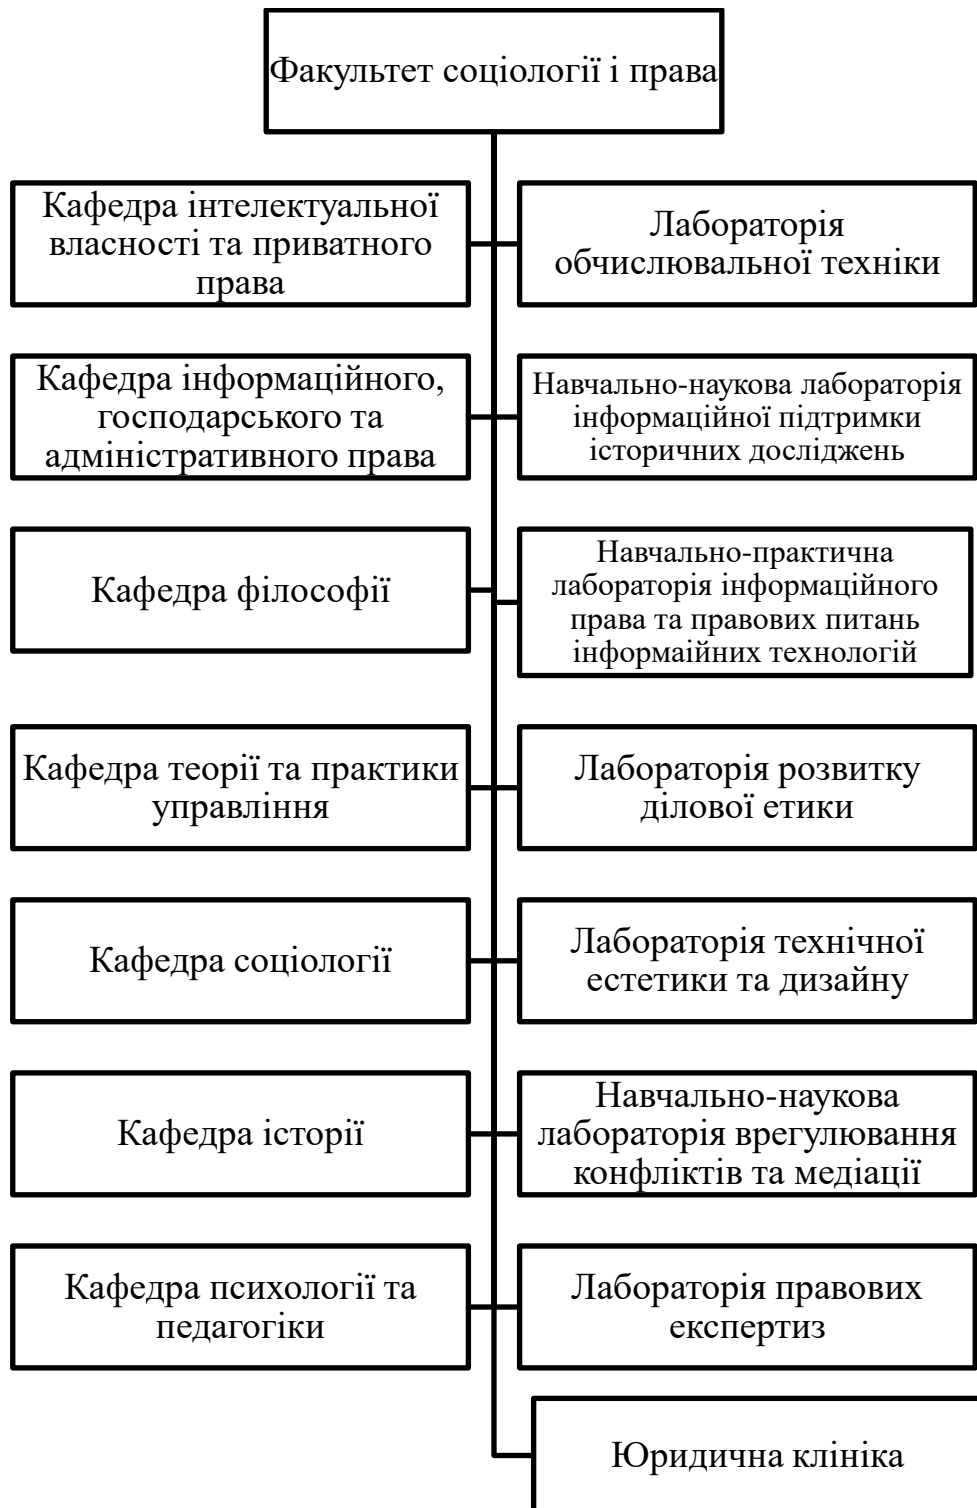 Факультет соціології і права
Кафедра інтелектуальної
власності та приватного
права
Лабораторія
обчислювальної техніки
Кафедра інформаційного,
господарського та
адміністративного права
Навчально-наукова лабораторія
інформаційної підтримки
історичних досліджень
Кафедра філософії
Навчально-практична
лабораторія інформаційного
права та правових питань
інформаійних технологій
Кафедра теорії та практики
управління
Лабораторія розвитку
ділової етики
Кафедра соціології
Лабораторія технічної
естетики та дизайну
Кафедра історії
Навчально-наукова
лабораторія врегулювання
конфліктів та медіації
Кафедра психології та
педагогіки
Лабораторія правових
експертиз
Юридична клініка